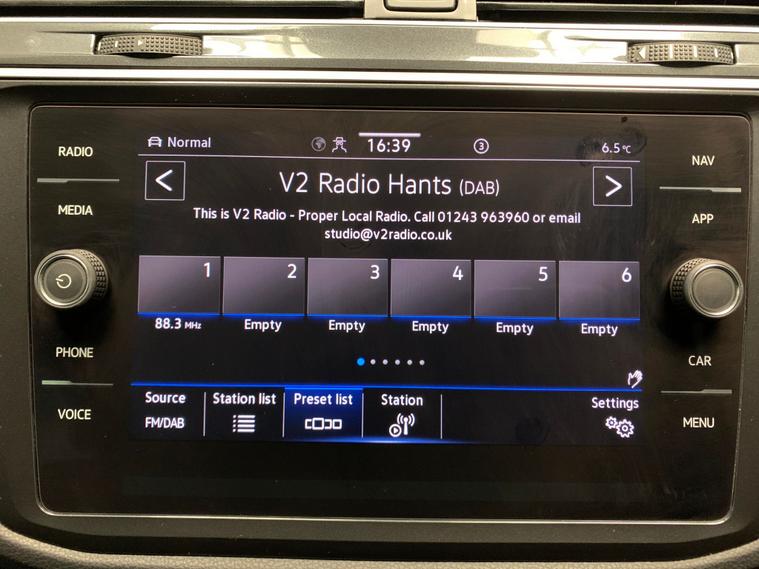 RADIO
MEDIA
PHONE
VOICE
Normal
16:39
3
6.5 °C
< V2 Radio Hants (DAB) >
This is V2 Radio - Proper Local Radio. Call 01243 963960 or email
studio@v2radio.co.uk
1 2 3 4 5 6
88.3 MHz Empty Empty Empty Empty Empty
Source Station list Preset list Station Settings
FM/DAB
NAV
APP
CAR
MENU